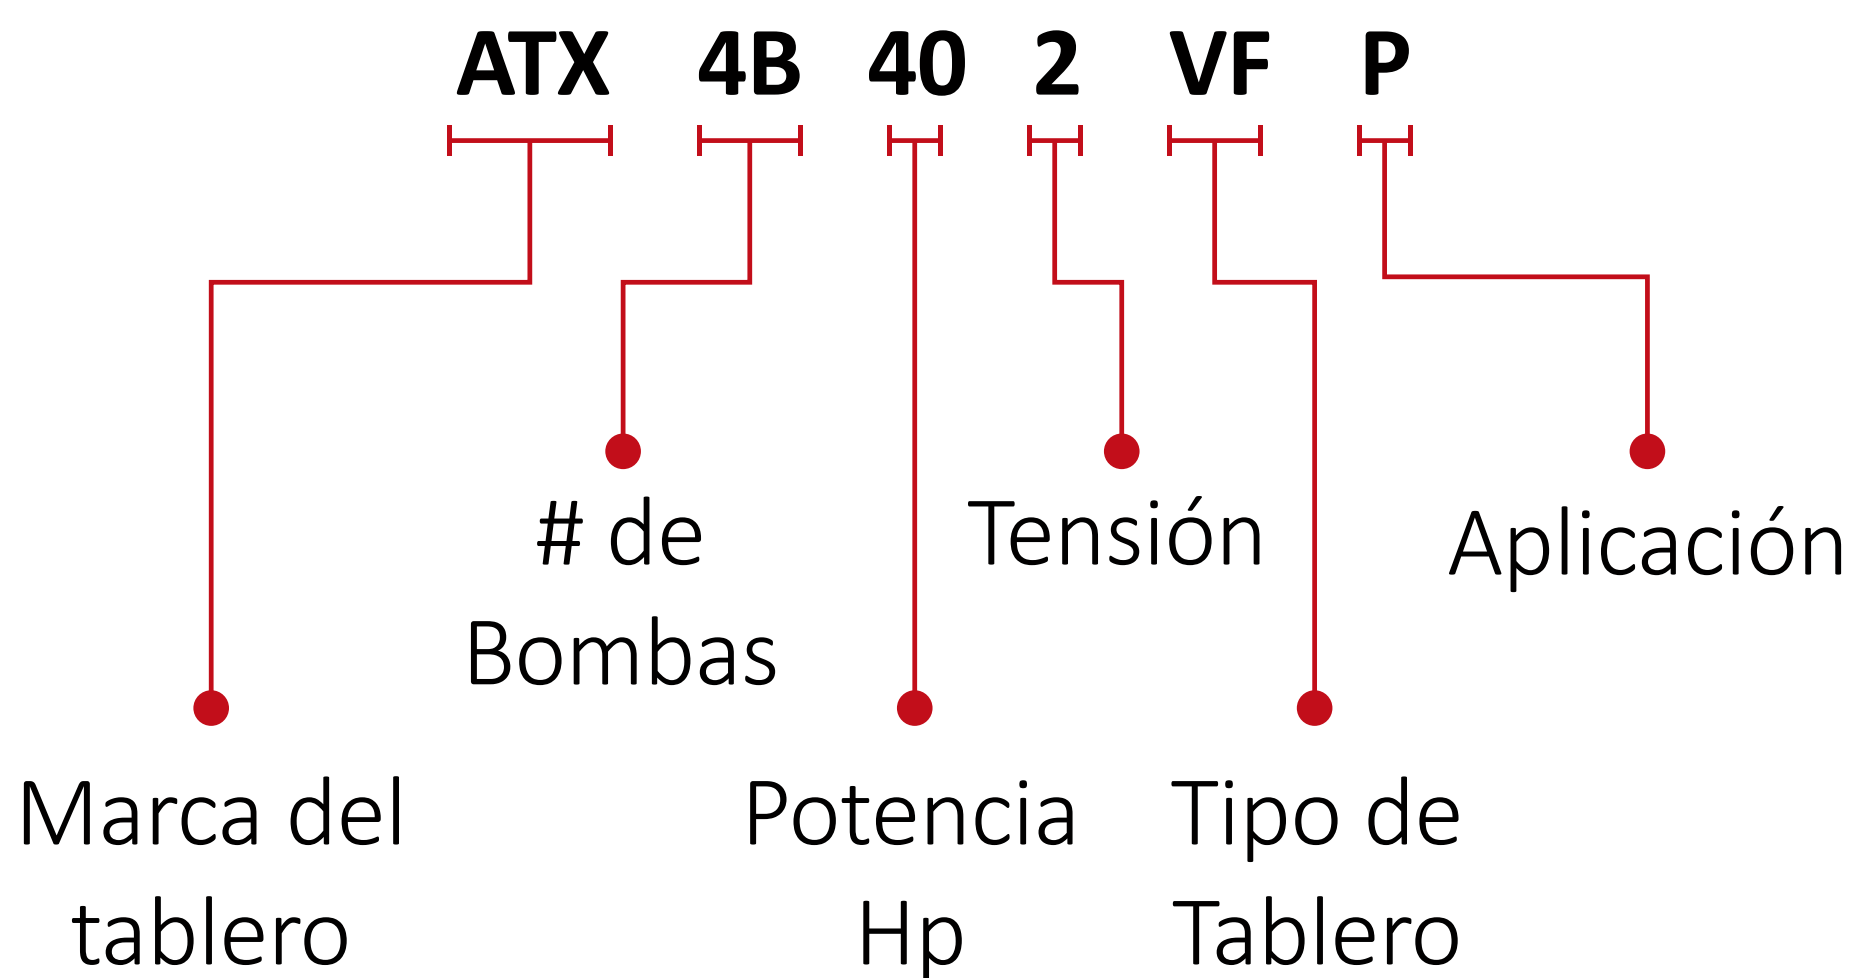 ATX 4B 40 2 VF P
# de
Bombas
Tensión
Aplicación
Marca del
tablero
Potencia
Hp
Tipo de
Tablero